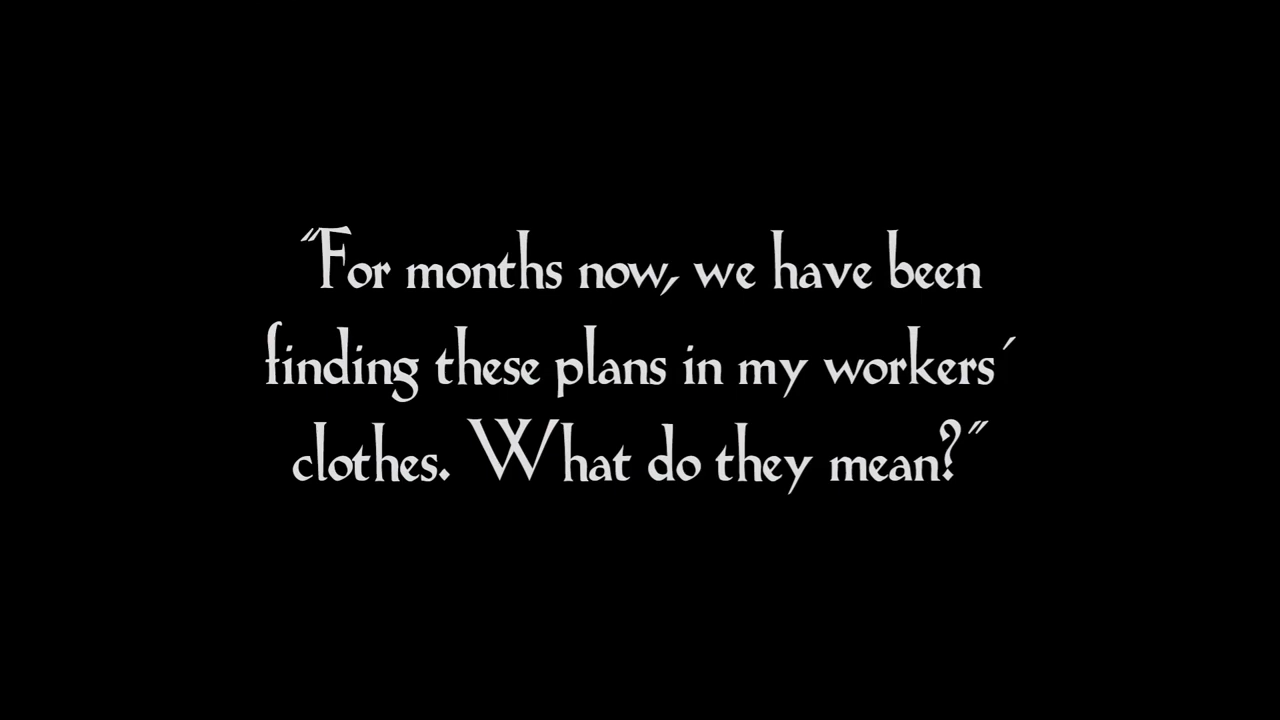 "For months now, we have been
finding these plans in my workers'
clothes. What do they mean?"